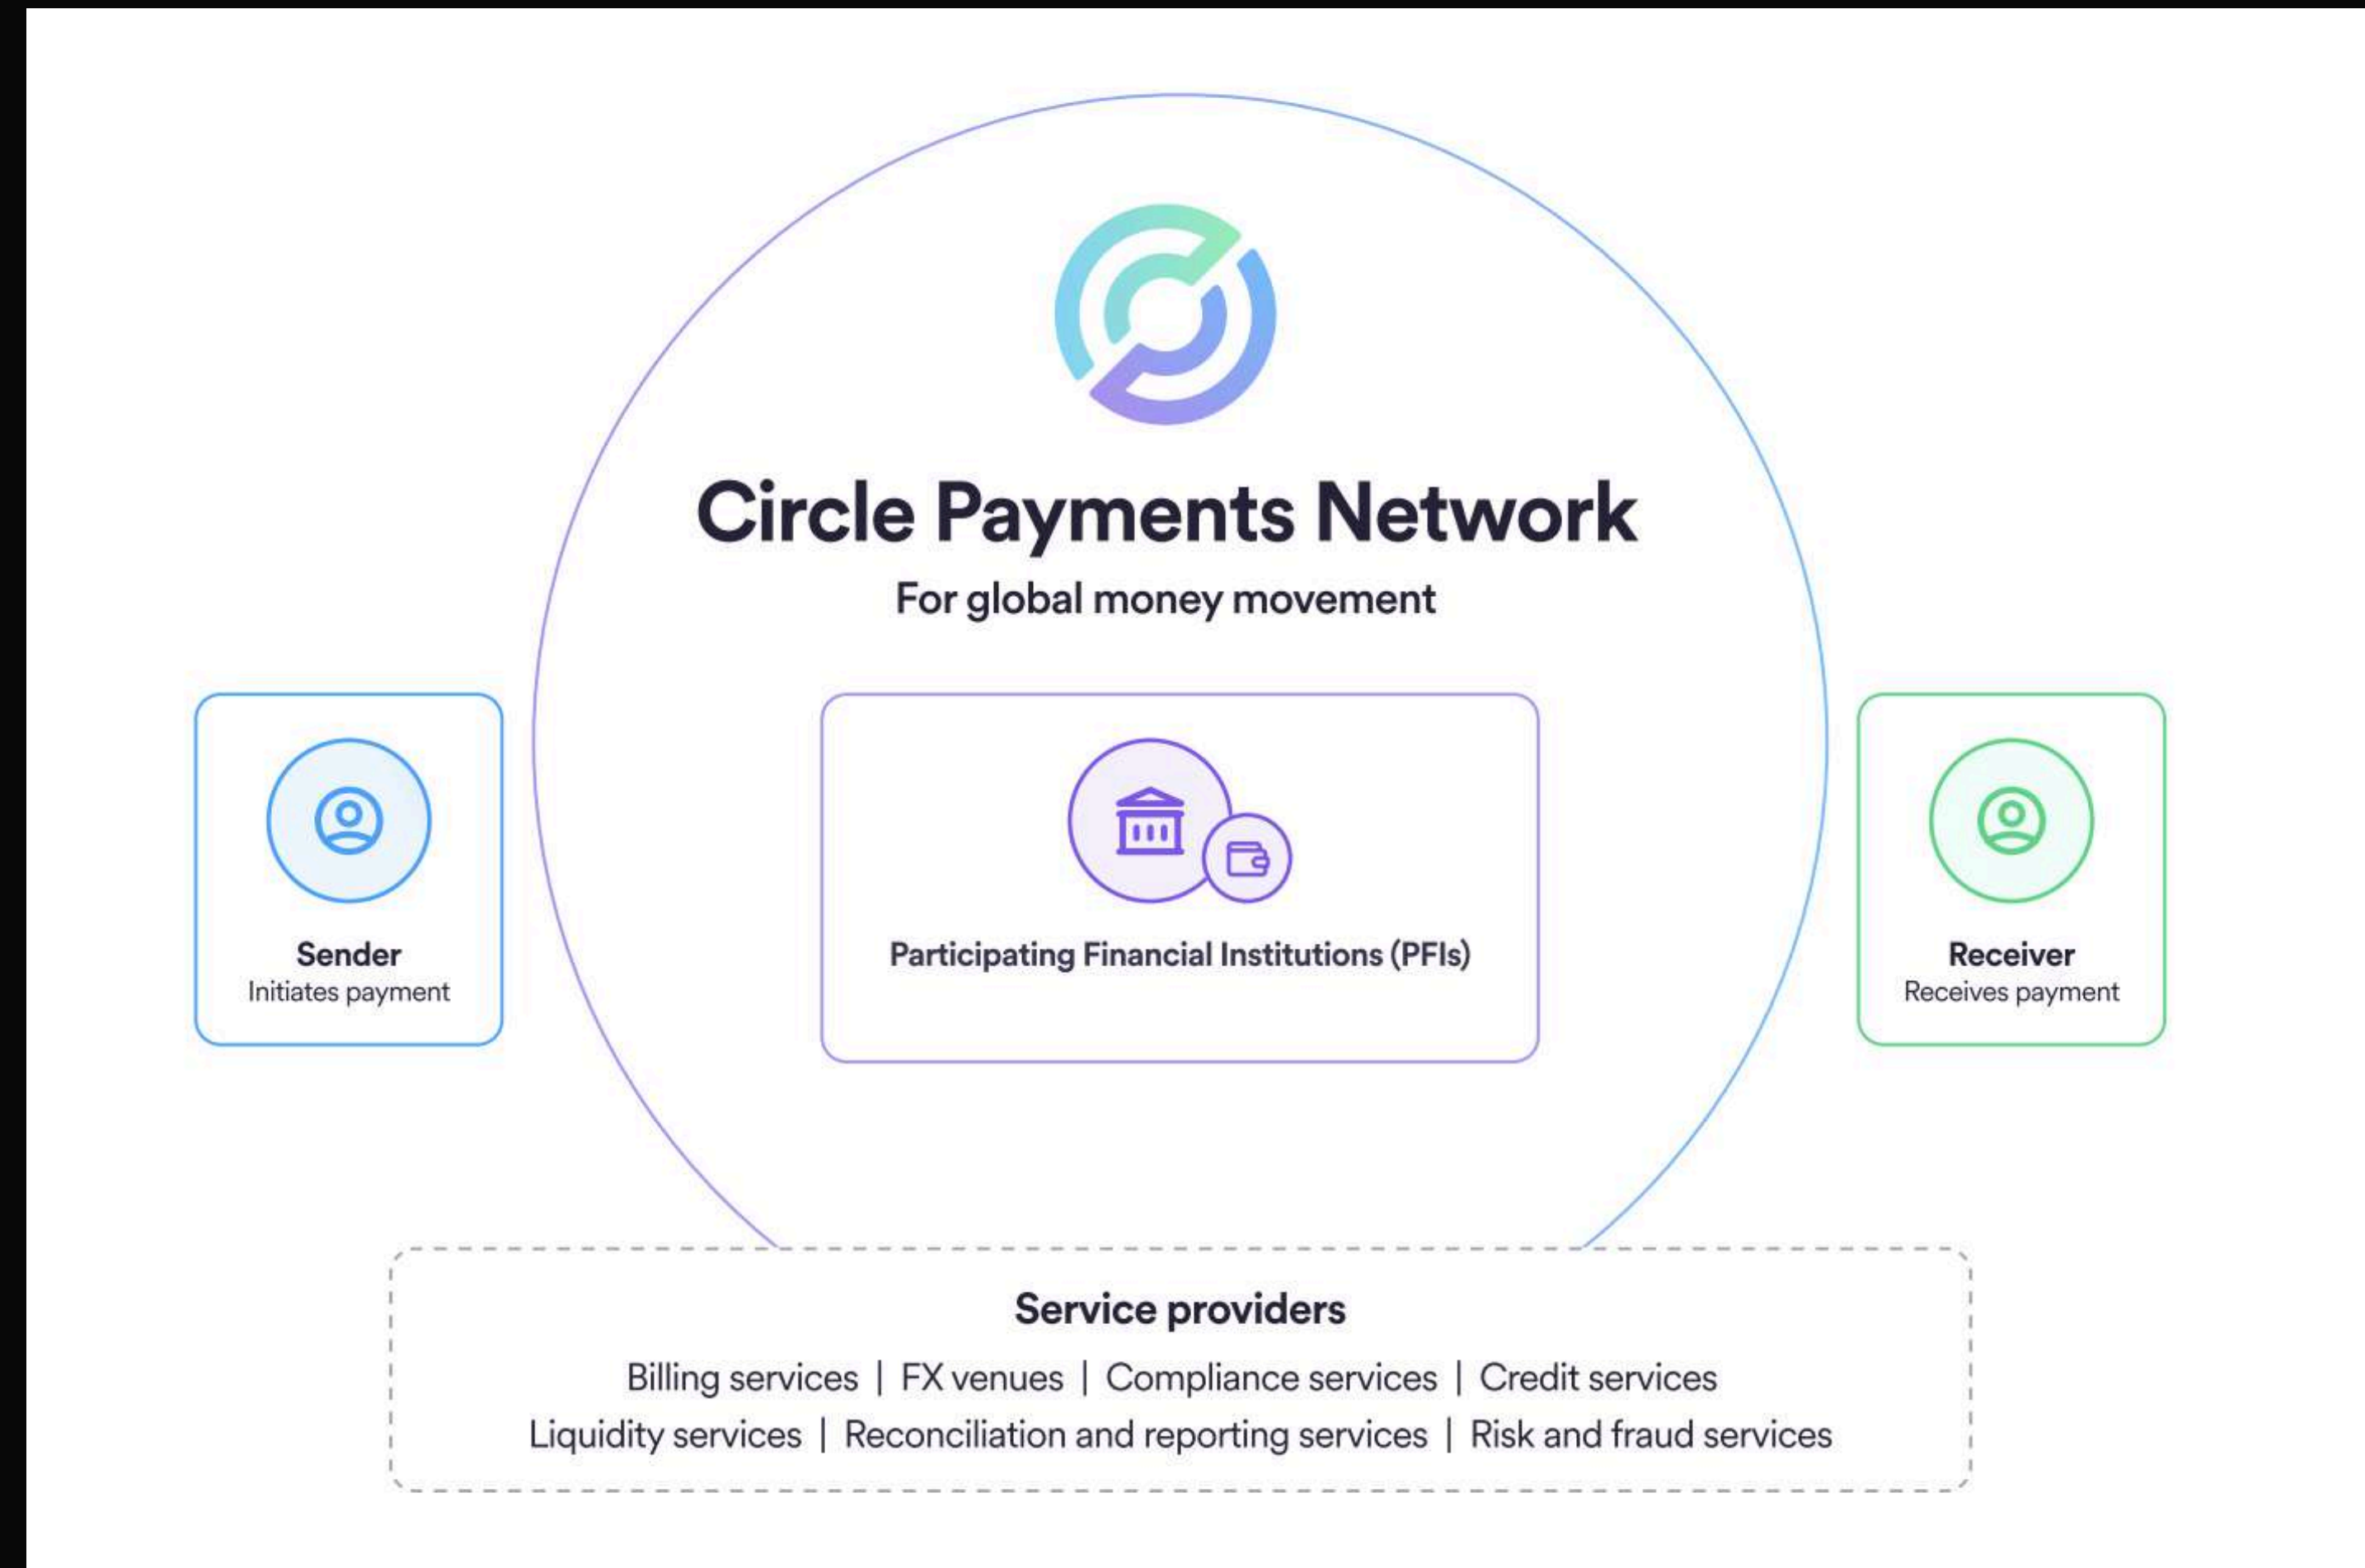 Circle Payments Network
For global money movement
Sender
Initiates payment
Participating Financial Institutions (PFIs)
Receiver
Receives payment
Service providers
Billing services | FX venues | Compliance services | Credit services
Liquidity services | Reconciliation and reporting services | Risk and fraud services